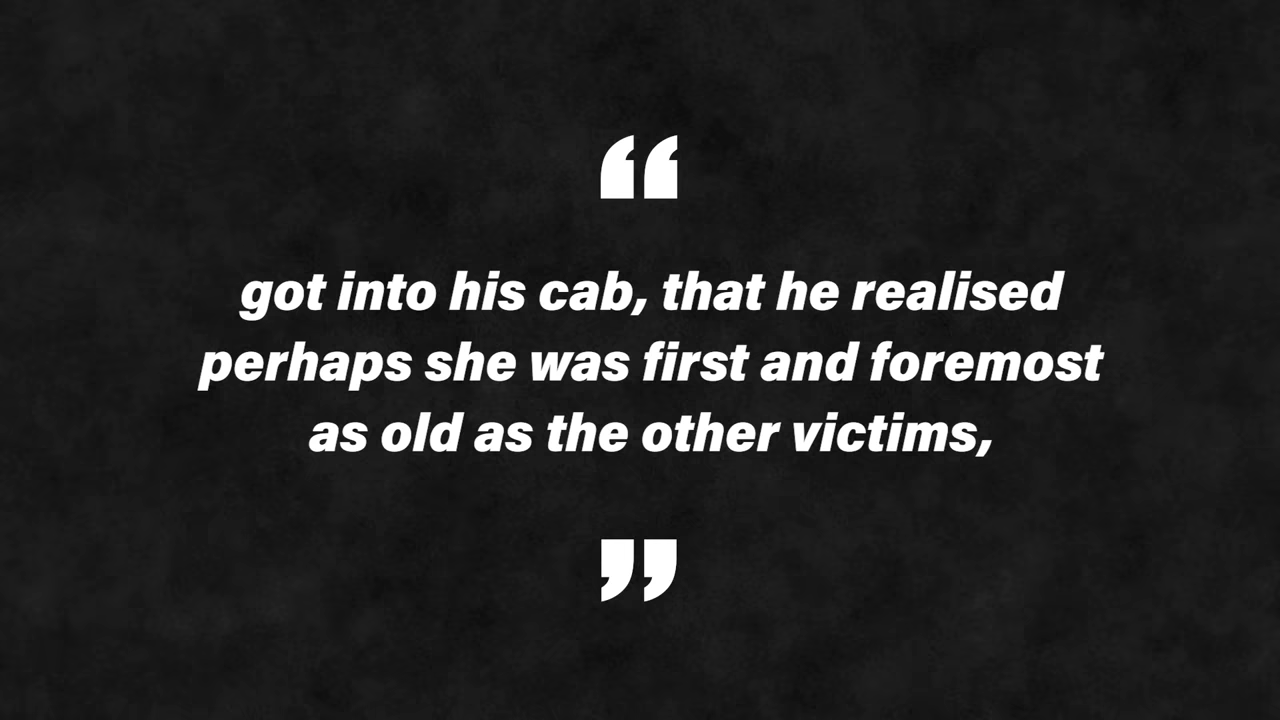 “
got into his cab, that he realised
perhaps she was first and foremost
as old as the other victims,
”